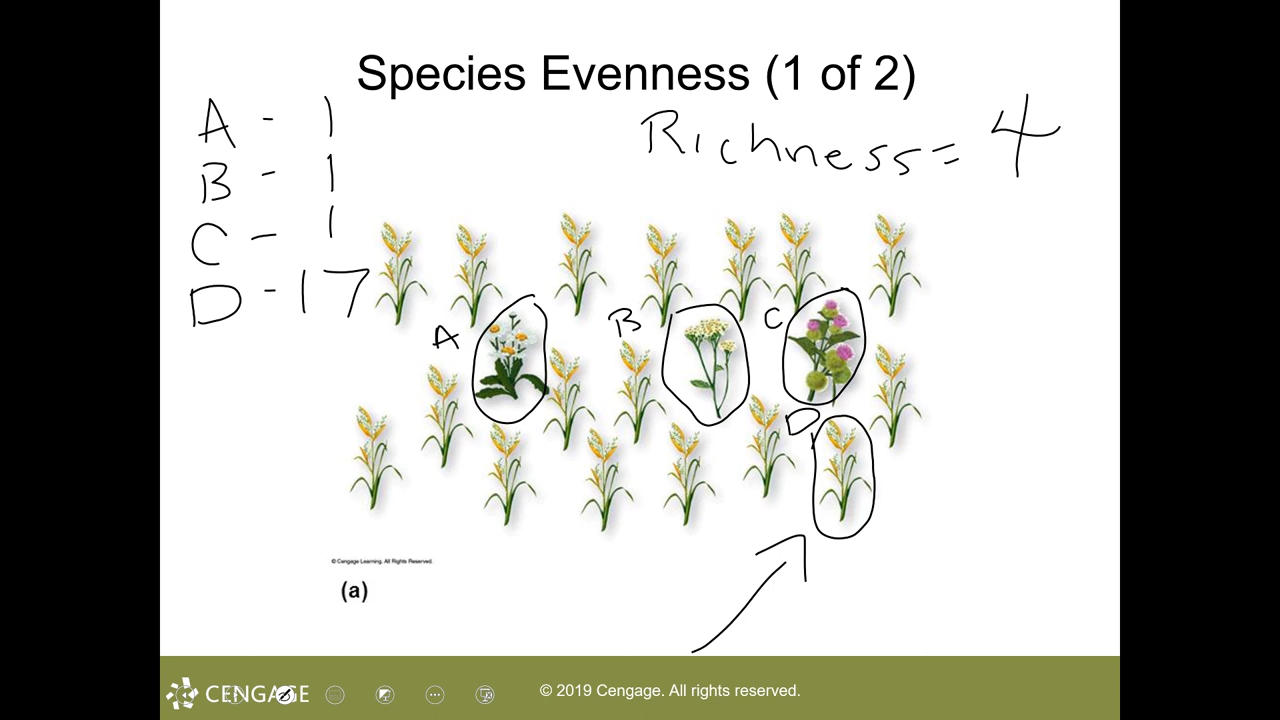 Species Evenness (1 of 2)
A - 1
Richness = 4
B - 1
C - 1
D - 17
A
B
C
D
© Cengage Learning. All Rights Reserved.
(a)
CENGAGE
© 2019 Cengage. All rights reserved.